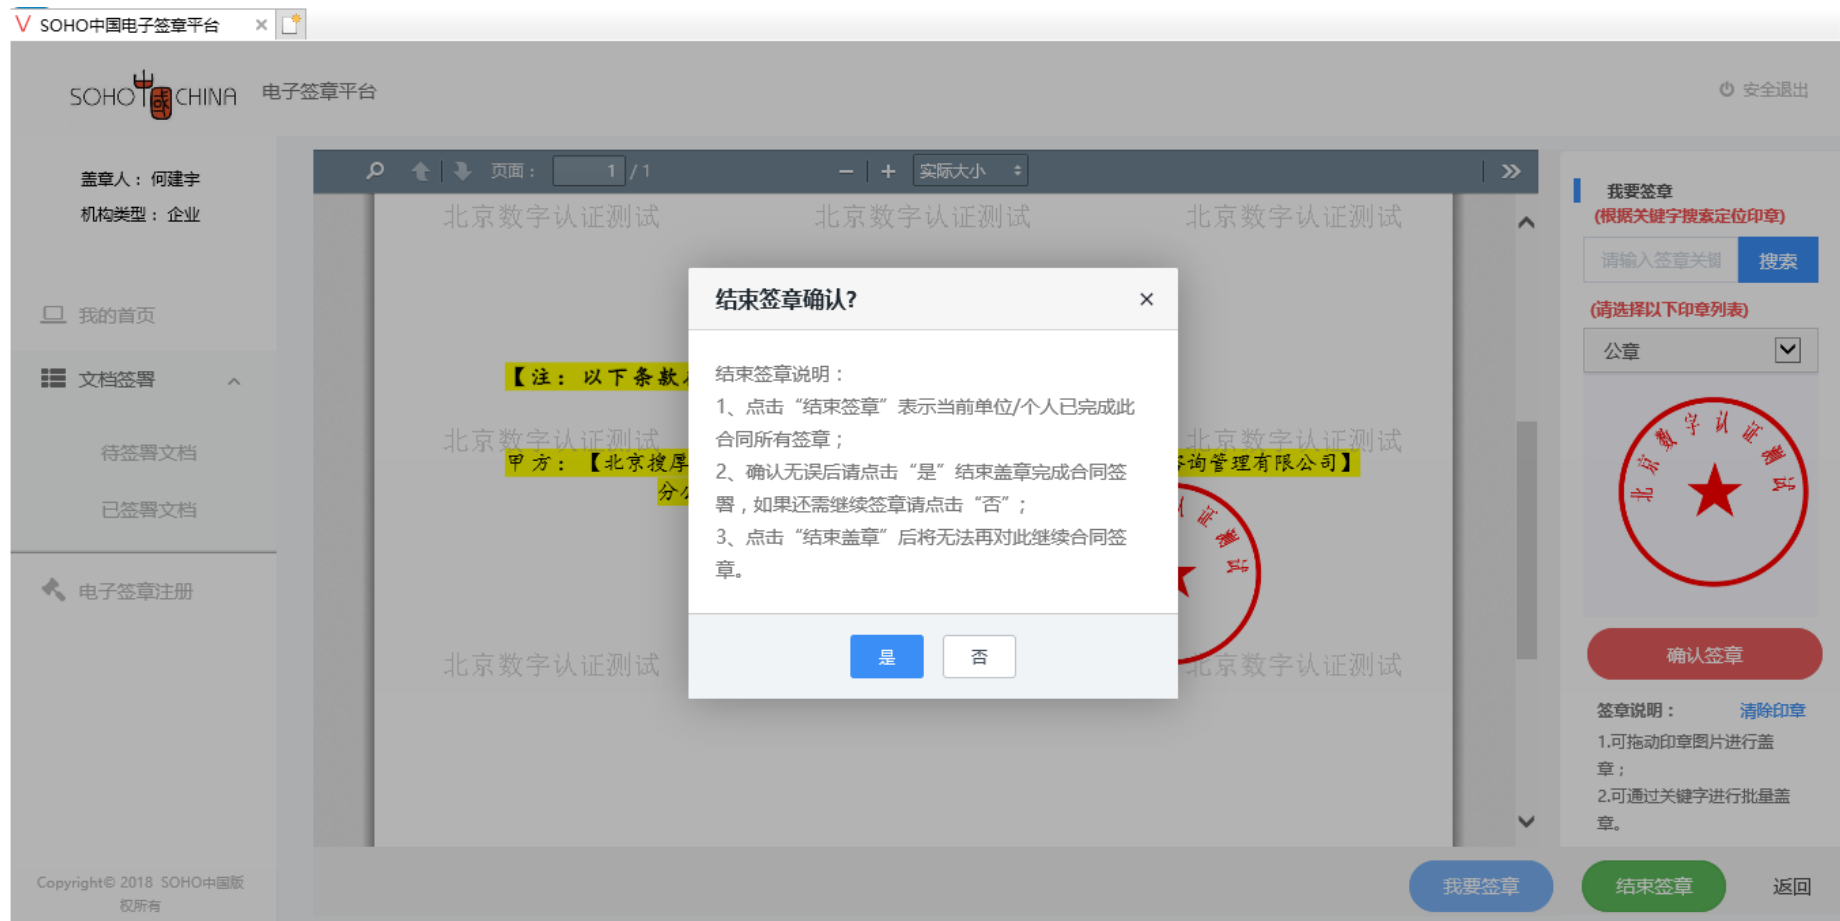 SOHO中国电子签章平台
SOHO CHINA 电子签章平台
安全退出
盖章人：何建宇
机构类型：企业
我的首页
文档签署
待签署文档
已签署文档
电子签章注册
Copyright© 2018 SOHO中国版
权所有
页面： 1 / 1
实际大小
北京数字认证测试 北京数字认证测试 北京数字认证测试
【注：以下条款
北京数字认证测试 北京数字认证测试
甲方：【北京搜厚
询管理有限公司】
分
证测试
北京数字认证测试 北京数字认证测试
结束签章确认?
结束签章说明：
1、点击“结束签章”表示当前单位/个人已完成此
合同所有签章；
2、确认无误后请点击“是”结束盖章完成合同签
署，如果还需继续签章请点击“否”；
3、点击“结束盖章”后将无法再对此继续合同签
章。
是 否
我要签章
(根据关键字搜索定位印章)
请输入签章关键
搜索
(请选择以下印章列表)
公章
北京数字认证测试
确认签章
签章说明： 清除印章
1.可拖动印章图片进行盖
章；
2.可通过关键字进行批量盖
章。
我要签章 结束签章 返回